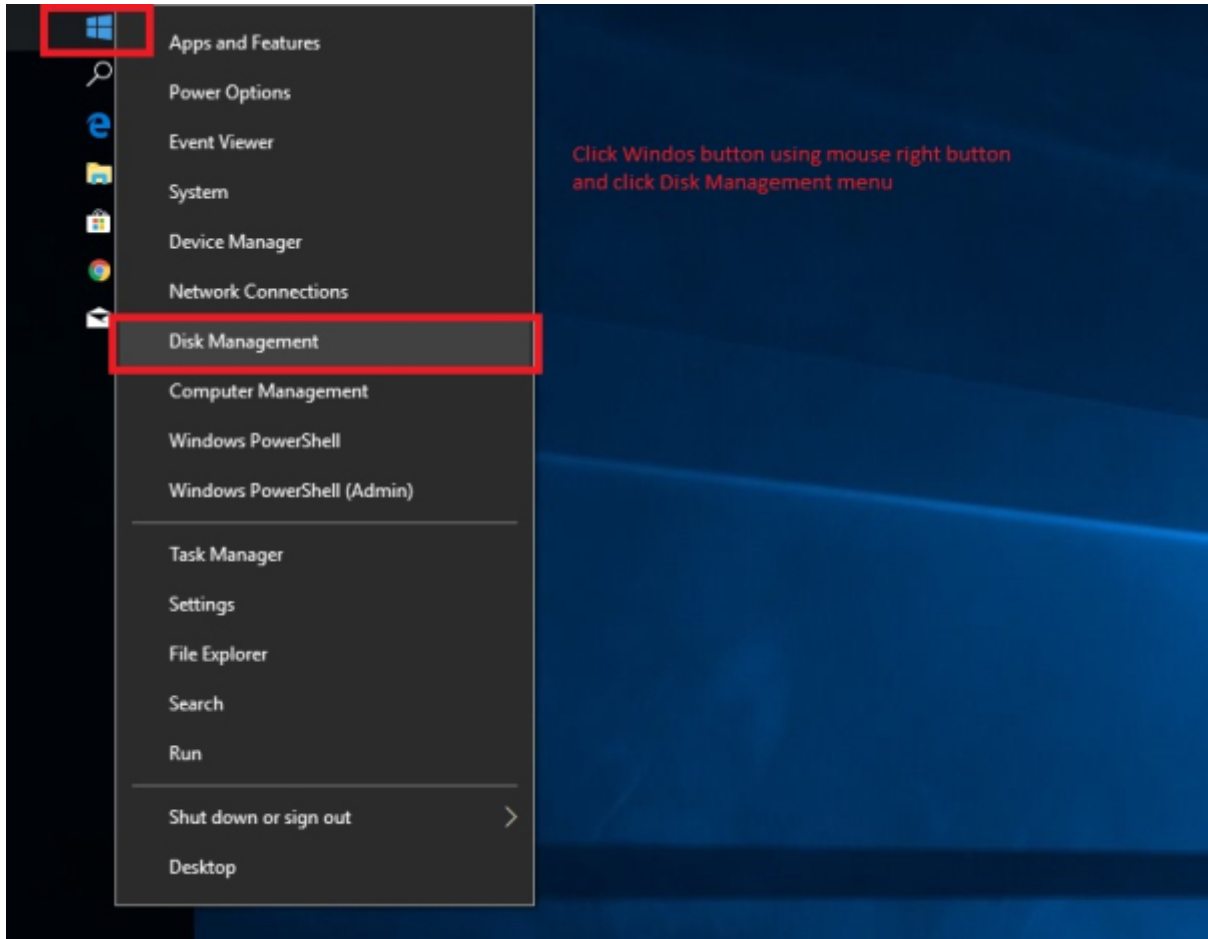 Apps and Features
Power Options
Event Viewer
System
Device Manager
Network Connections
Disk Management
Computer Management
Windows PowerShell
Windows PowerShell (Admin)
Task Manager
Settings
File Explorer
Search
Run
Shut down or sign out
Desktop
Click Windos button using mouse right button
and click Disk Management menu